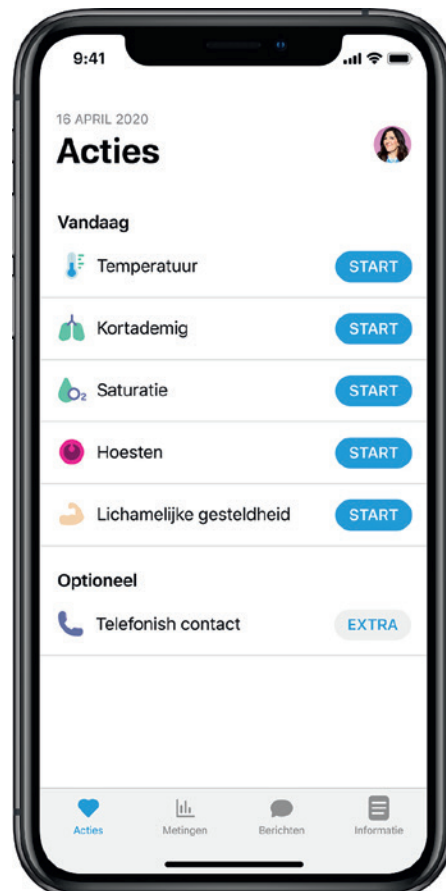 9:41
16 APRIL 2020
Acties
Vandaag
Temperatuur START
Kortademig START
O2 Saturatie START
Hoesten START
Lichamelijke gesteldheid START
Optioneel
Telefonish contact EXTRA
Acties Metingen Berichten Informatie